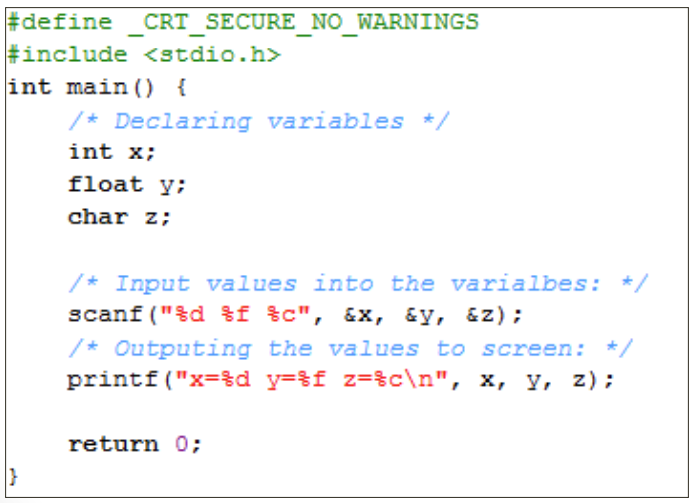 #define _CRT_SECURE_NO_WARNINGS
#include <stdio.h>
int main() {
/* Declaring variables */
int x;
float y;
char z;
/* Input values into the varialbes: */
scanf("%d %f %c", &x, &y, &z);
/* Outputing the values to screen: */
printf("x=%d y=%f z=%c\n", x, y, z);
return 0;
}